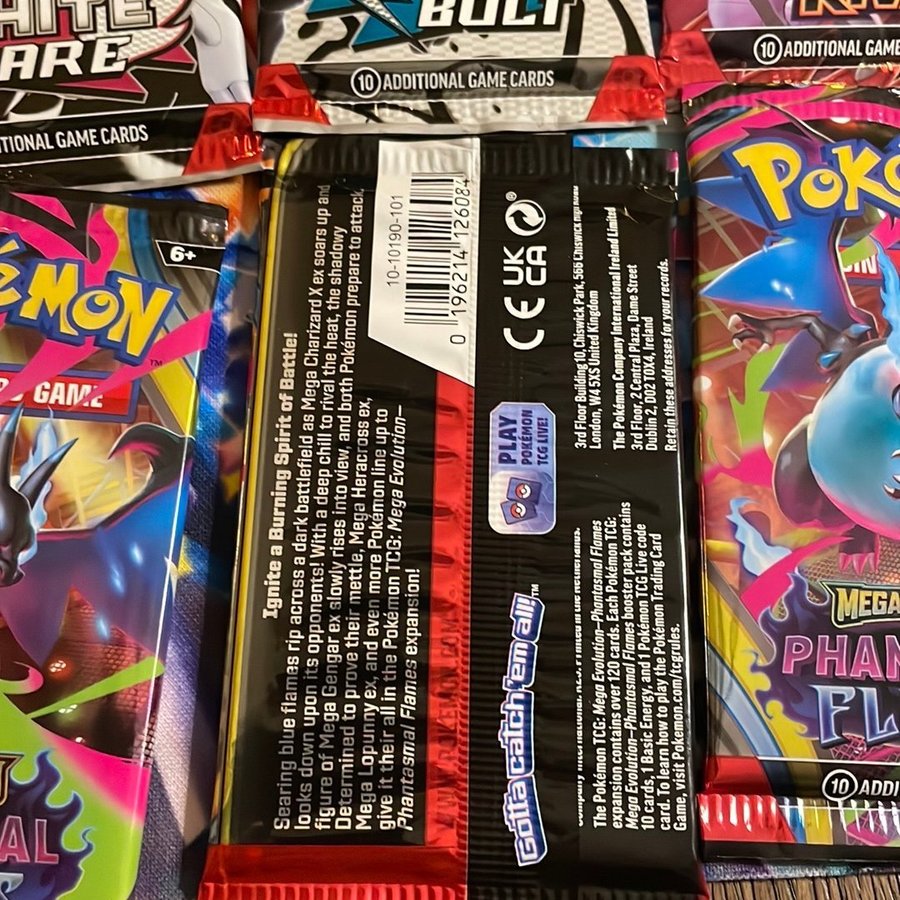 HITE
ARE
DITIONAL GAME CARDS
BOLT
10 ADDITIONAL GAME CARDS
10 ADDITIONAL GAME
6+
émon
TM
GAME
AL
Ignite a Burning Spirit of Battle!
Searing blue flames rip across a dark battlefield as Mega Charizard X ex soars up and
looks down upon its opponents! With a deep chill to rival the heat, the shadowy
figure of Mega Gengar ex slowly rises into view, and both Pokémon prepare to attack.
Determined to prove their mettle, Mega Heracross ex,
Mega Lopunny ex, and even more Pokémon line up to
give it their all in the Pokémon TCG: Mega Evolution—
Phantasmal Flames expansion!
10-10190-101
0 196214 12608
CE UK CA
®
PLAY
POKÉMON
TCG LIVE!
Gotta catch 'em all!™
3rd Floor Building 10, Chiswick Park, 566 Chiswick High Road
London, W4 5XS United Kingdom
The Pokémon Company International Ireland Limited
3rd Floor, 2 Central Plaza, Dame Street
Dublin 2, D02 T0X4, Ireland
Retain these addresses for your records.
The Pokémon TCG: Mega Evolution—Phantasmal Flames
expansion contains over 120 cards. Each Pokémon TCG:
Mega Evolution—Phantasmal Flames booster pack contains
10 cards, 1 Basic Energy, and 1 Pokémon TCG Live code
card. To learn how to play the Pokémon Trading Card
Game, visit Pokemon.com/tcgrules.
Poké
MEGA
PHAN
FL
10 ADDI